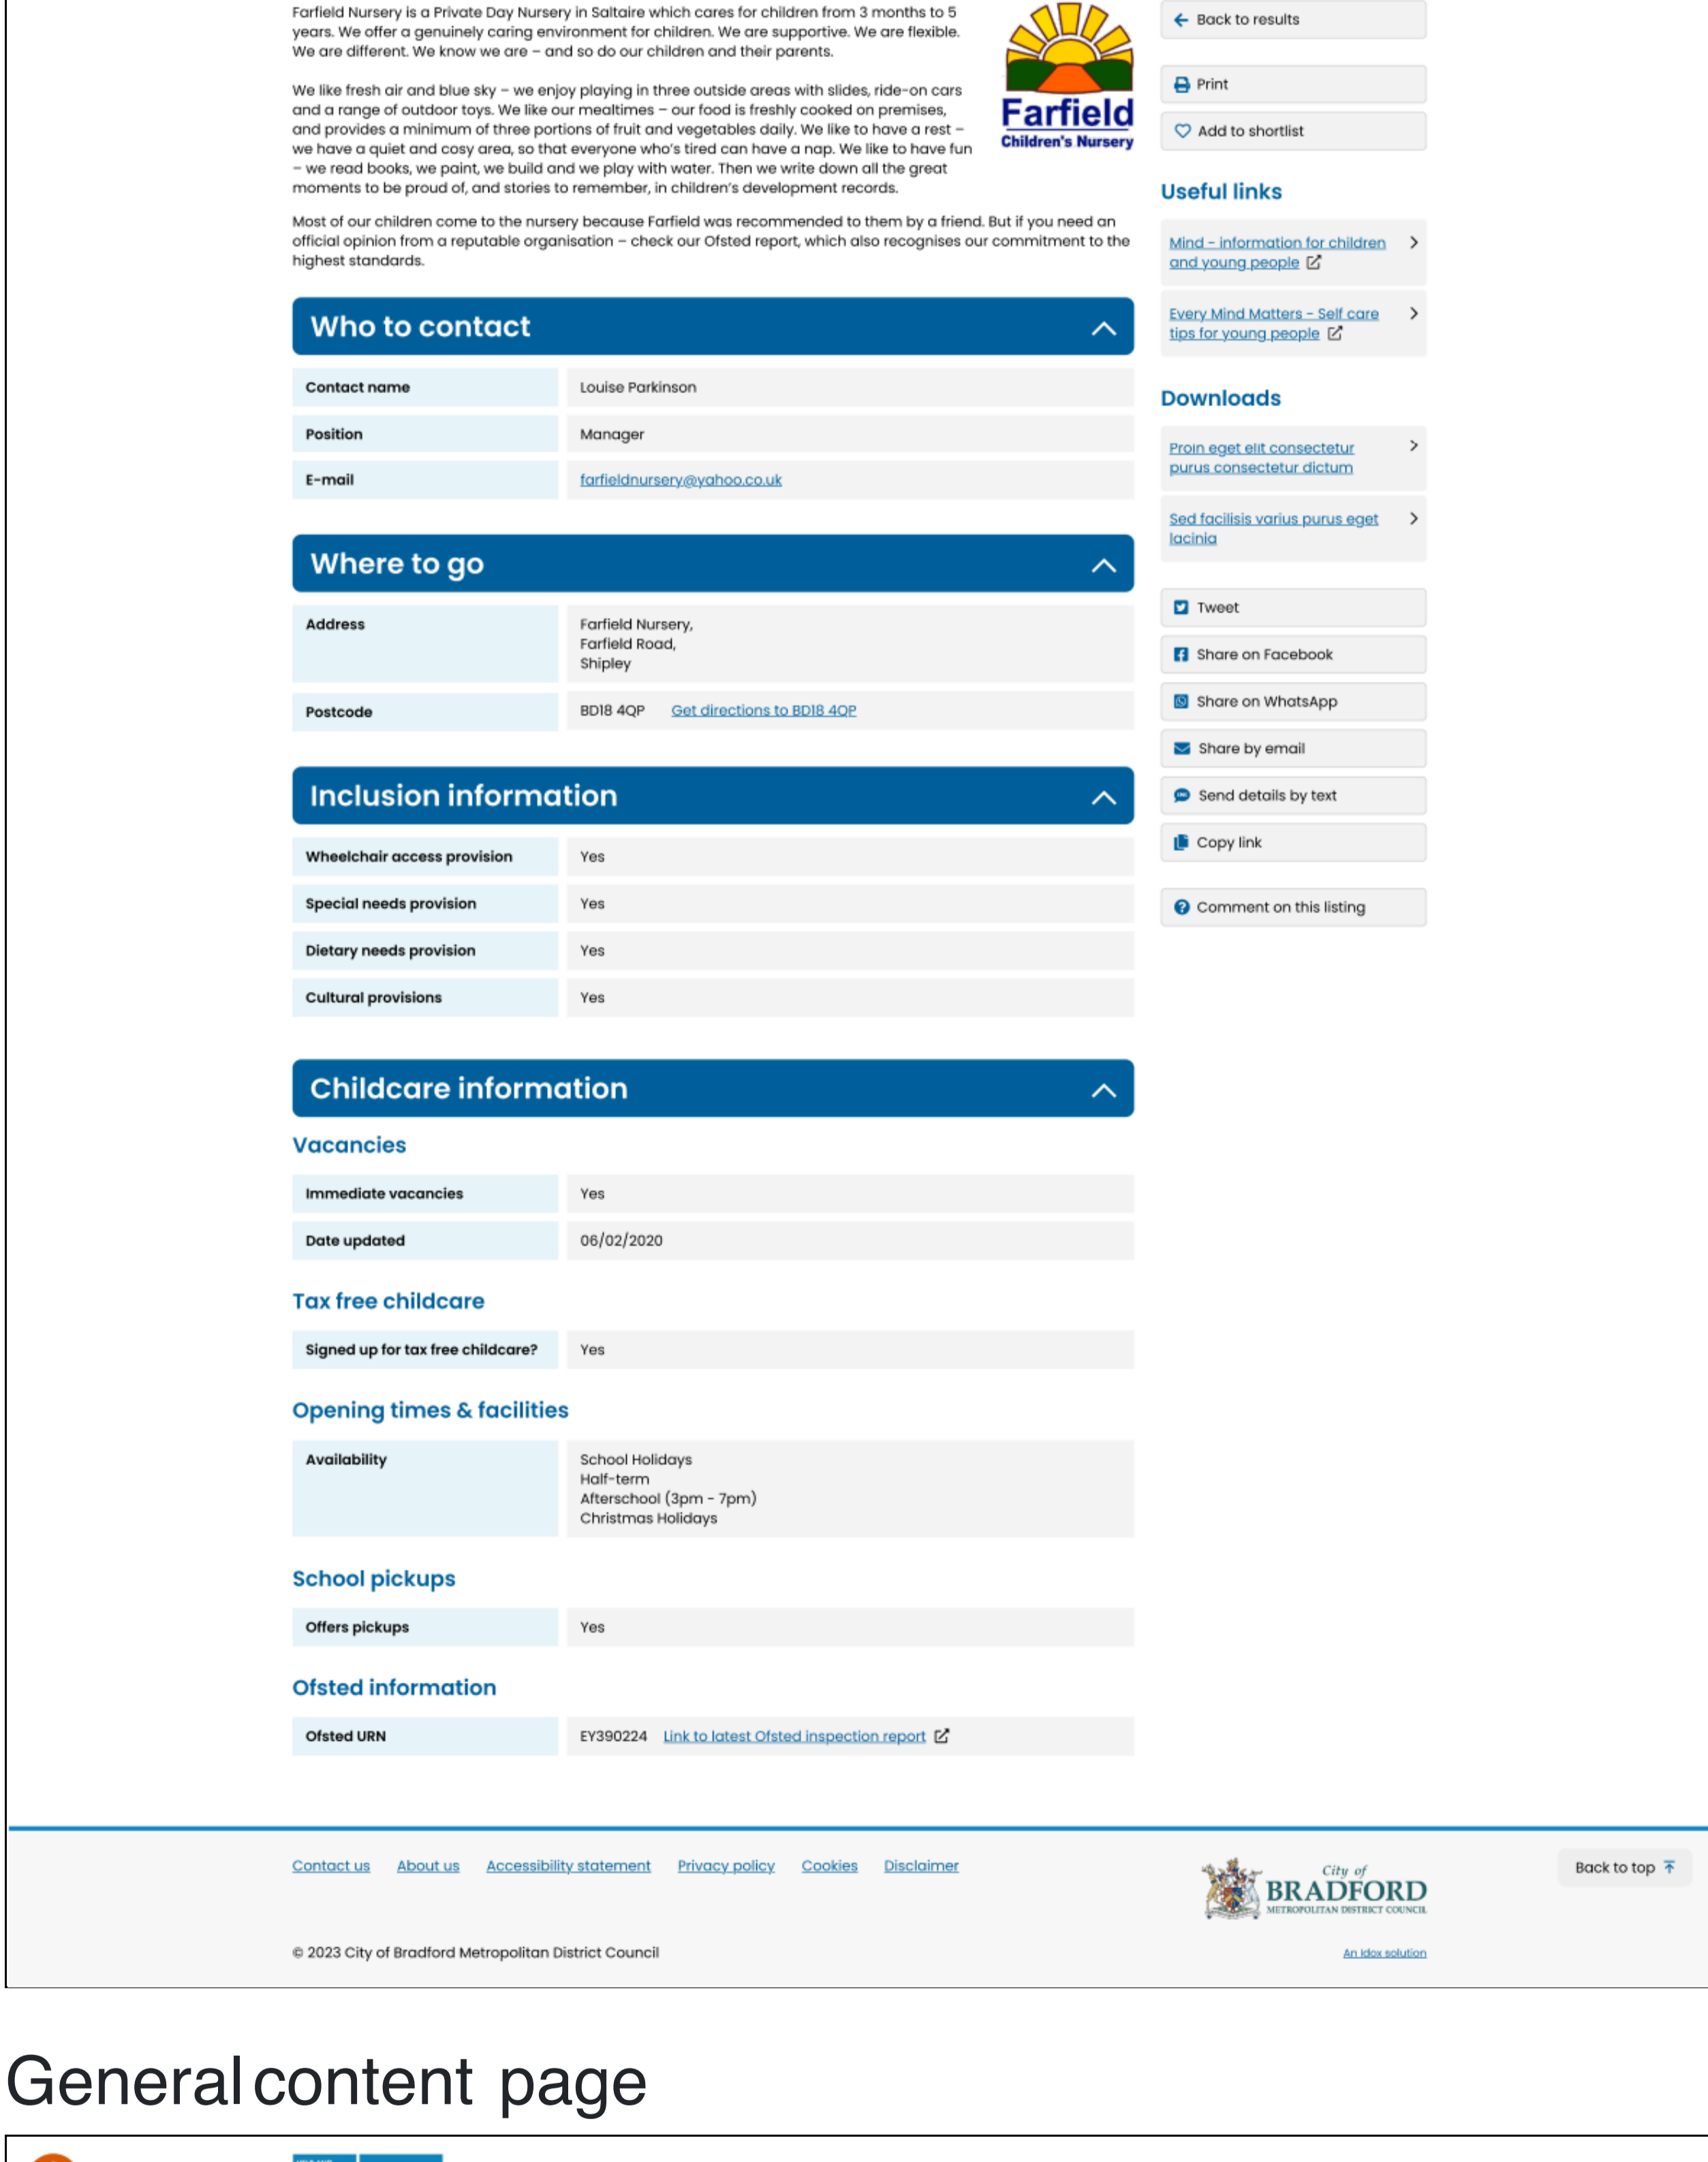 Farfield Nursery is a Private Day Nursery in Saltaire which cares for children from 3 months to 5
years. We offer a genuinely caring environment for children. We are supportive. We are flexible.
We are different. We know we are – and so do our children and their parents.
We like fresh air and blue sky – we enjoy playing in three outside areas with slides, ride-on cars
and a range of outdoor toys. We like our mealtimes – our food is freshly cooked on premises,
and provides a minimum of three portions of fruit and vegetables daily. We like to have a rest –
we have a quiet and cosy area, so that everyone who's tired can have a nap. We like to have fun
– we read books, we paint, we build and we play with water. Then we write down all the great
moments to be proud of, and stories to remember, in children's development records.
Most of our children come to the nursery because Farfield was recommended to them by a friend. But if you need an
official opinion from a reputable organisation – check our Ofsted report, which also recognises our commitment to the
highest standards.
Farfield
Children's Nursery
Who to contact
Contact name Louise Parkinson
Position Manager
E-mail farfieldnursery@yahoo.co.uk
Where to go
Address Farfield Nursery,
Farfield Road,
Shipley
Postcode BD18 4QP Get directions to BD18 4QP
Inclusion information
Wheelchair access provision Yes
Special needs provision Yes
Dietary needs provision Yes
Cultural provisions Yes
Childcare information
Vacancies
Immediate vacancies Yes
Date updated 06/02/2020
Tax free childcare
Signed up for tax free childcare? Yes
Opening times & facilities
Availability School Holidays
Half-term
Afterschool (3pm - 7pm)
Christmas Holidays
School pickups
Offers pickups Yes
Ofsted information
Ofsted URN EY390224 Link to latest Ofsted inspection report
Back to results
Print
Add to shortlist
Useful links
Mind - information for children
and young people
Every Mind Matters - Self care
tips for young people
Downloads
Proin eget elit consectetur
purus consectetur dictum
Sed facilisis varius purus eget
lacinia
Tweet
Share on Facebook
Share on WhatsApp
Share by email
Send details by text
Copy link
Comment on this listing
Contact us About us Accessibility statement Privacy policy Cookies Disclaimer
City of
BRADFORD
METROPOLITAN DISTRICT COUNCIL
Back to top
© 2023 City of Bradford Metropolitan District Council
An Idox solution
General content page